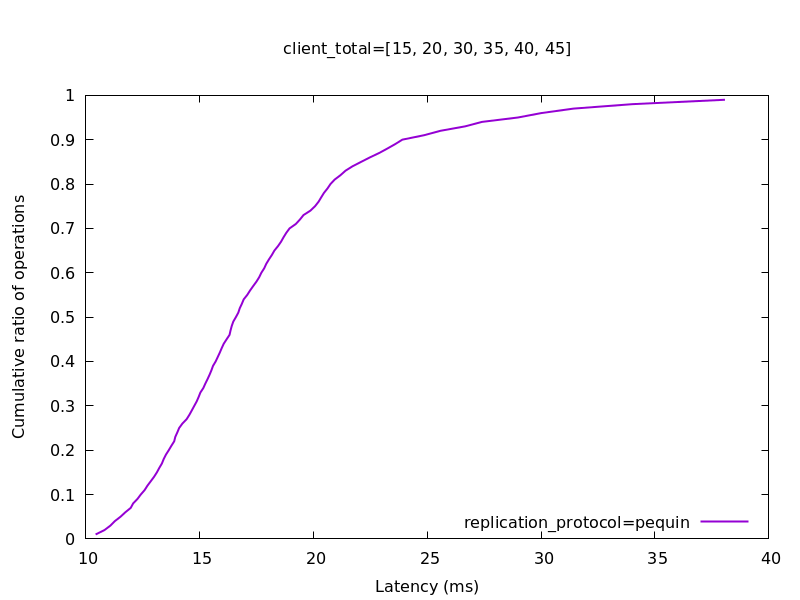 client_total=[15, 20, 30, 35, 40, 45]
1
0.9
0.8
0.7
0.6
0.5
0.4
0.3
0.2
0.1
0
Cumulative ratio of operations
replication_protocol=pequin
10 15 20 25 30 35 40
Latency (ms)